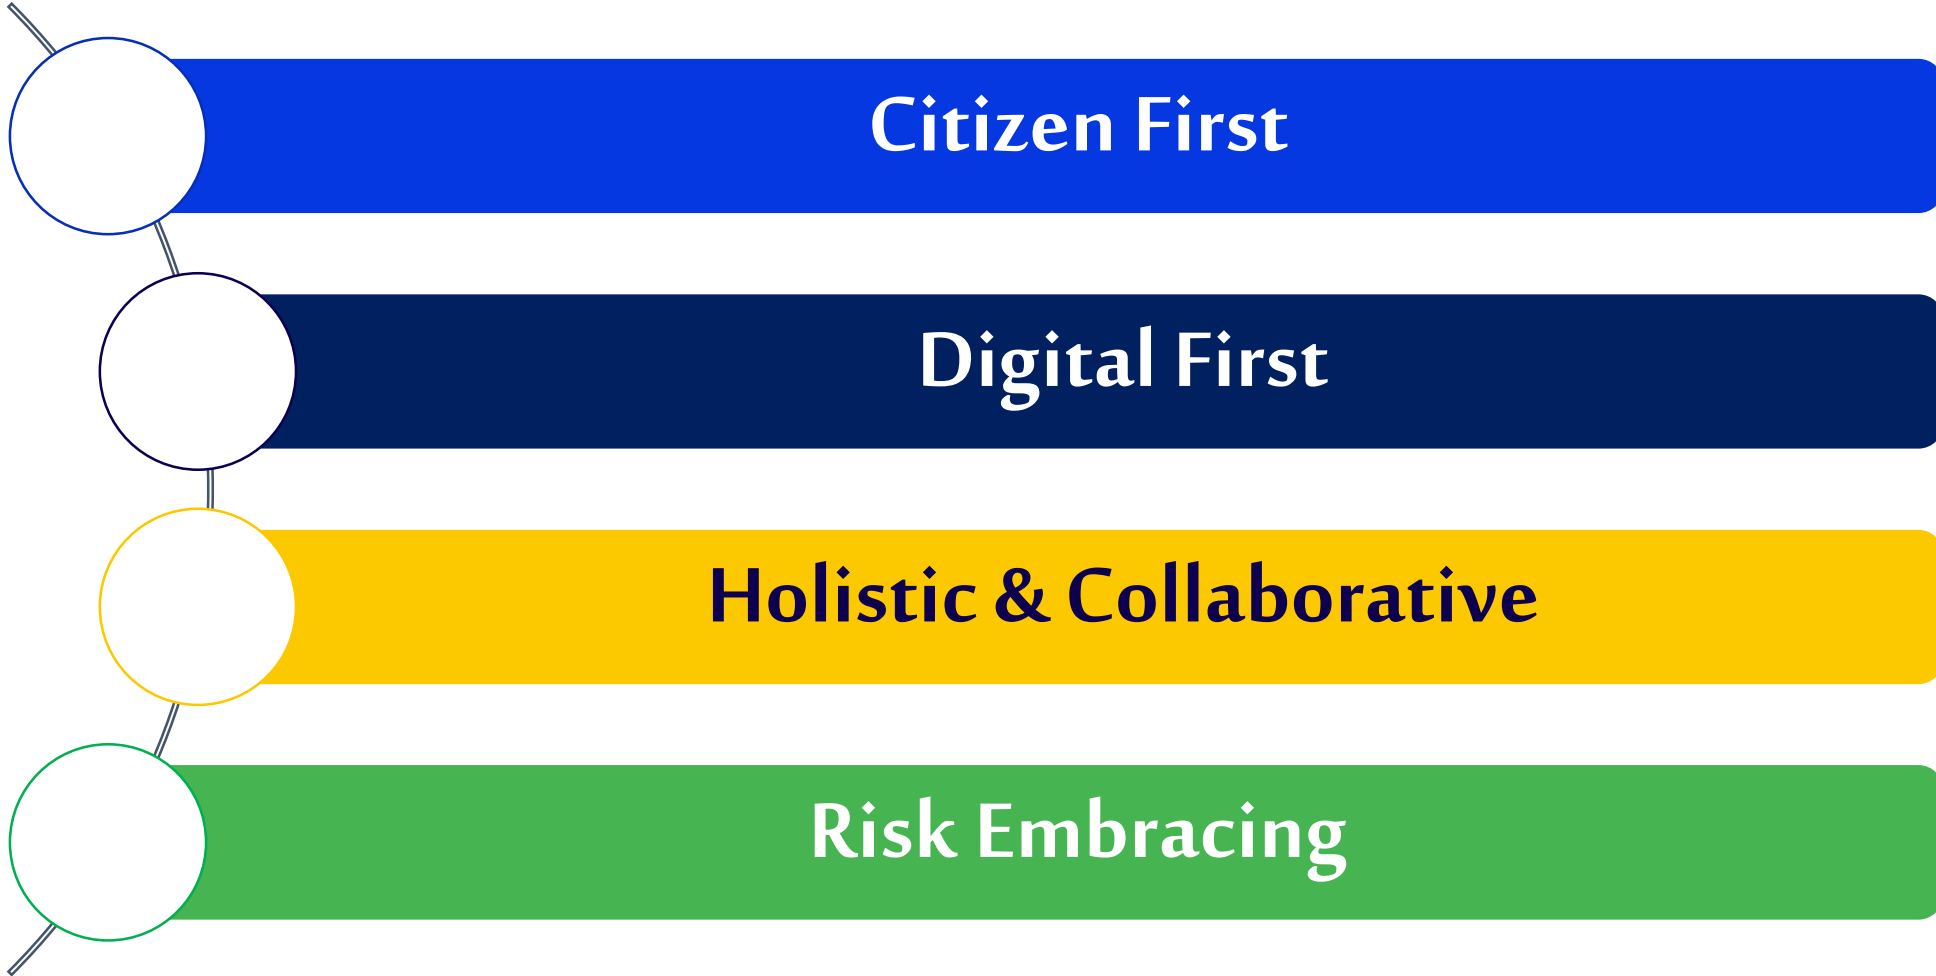 Citizen First
Digital First
Holistic & Collaborative
Risk Embracing